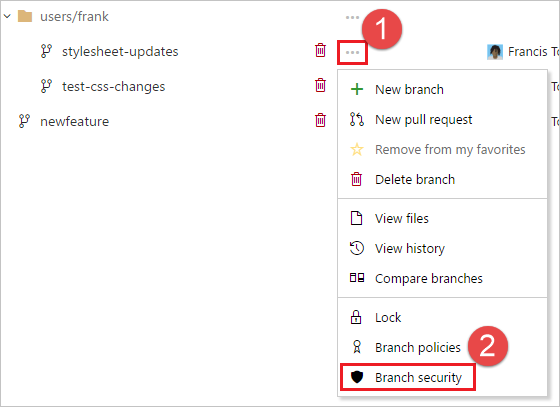 users/frank
1
stylesheet-updates
Francis To
test-css-changes
newfeature
New branch
New pull request
Remove from my favorites
Delete branch
View files
View history
Compare branches
Lock
Branch policies
2
Branch security